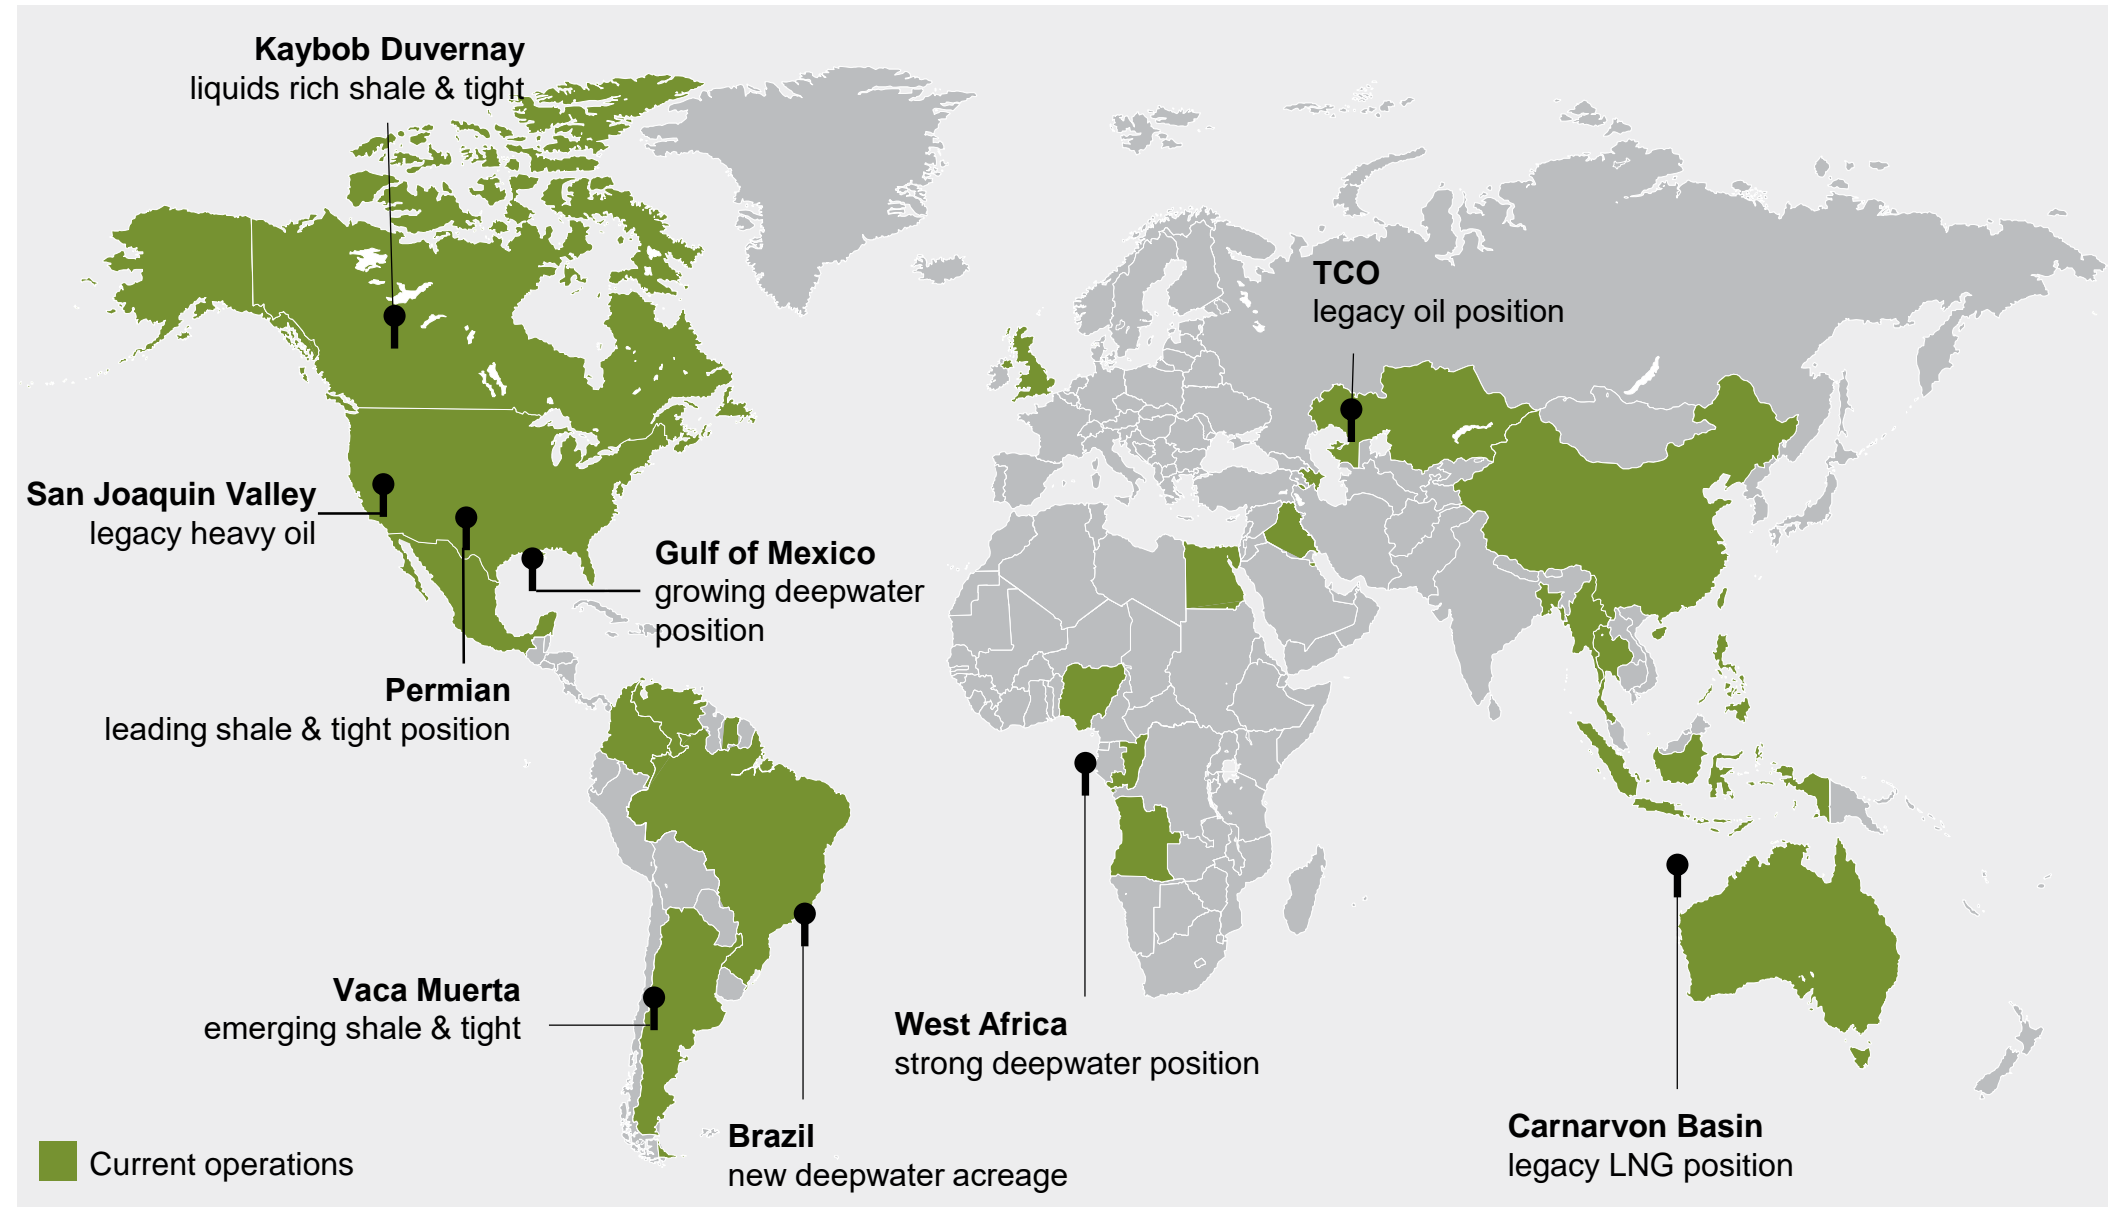 Kaybob Duvernay
liquids rich shale & tight
TCO
legacy oil position
San Joaquin Valley
legacy heavy oil
Gulf of Mexico
growing deepwater
position
Permian
leading shale & tight position
Vaca Muerta
emerging shale & tight
West Africa
strong deepwater position
Brazil
new deepwater acreage
Carnarvon Basin
legacy LNG position
Current operations